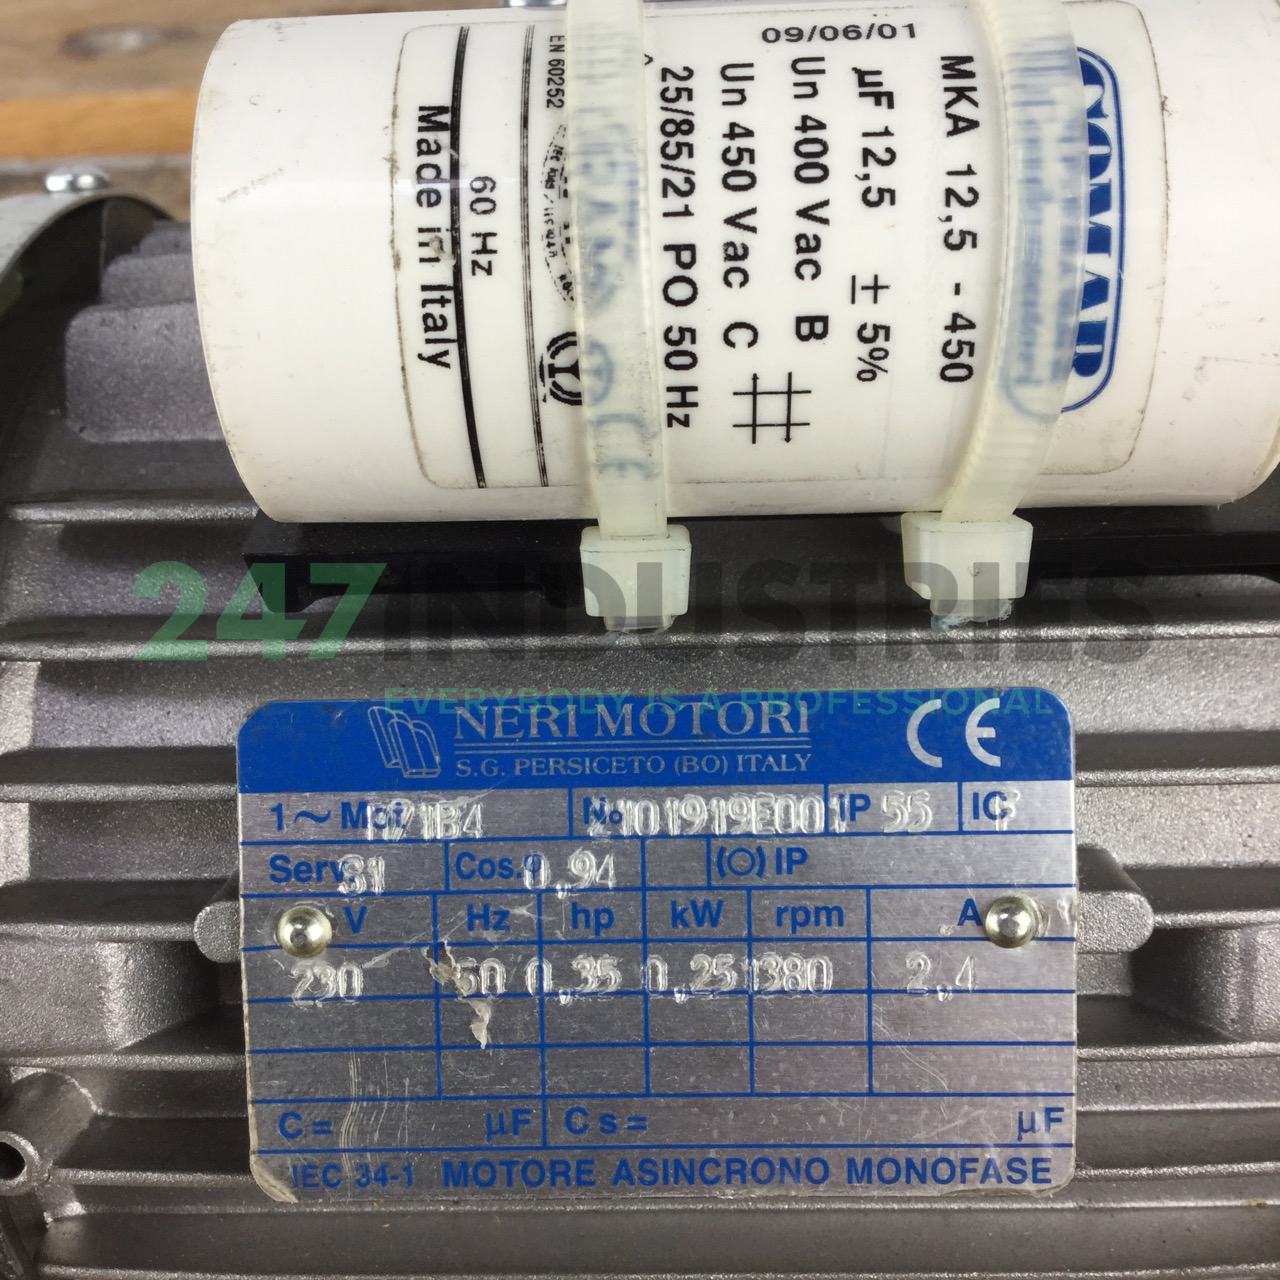 COMAR
MKA 12,5 - 450
µF 12,5 ± 5%
09/06/01
Un 400 Vac B
Un 450 Vac C
25/85/21 PO 50 Hz
EN 60252
60 Hz
Made in Italy
247INDUSTRIES
EVERYBODY IS A PROFESSIONAL
NERI MOTORI
S.G. PERSICETO (BO) ITALY
CE
1~ Mot 71B4 No 2101919E001 IP 55 IC F
Serv. S1 Cos.φ 0,94 IP
V Hz hp kW rpm A
230 50 0,35 0,25 1380 2,4
C= µF Cs= µF
IEC 34-1 MOTORE ASINCRONO MONOFASE